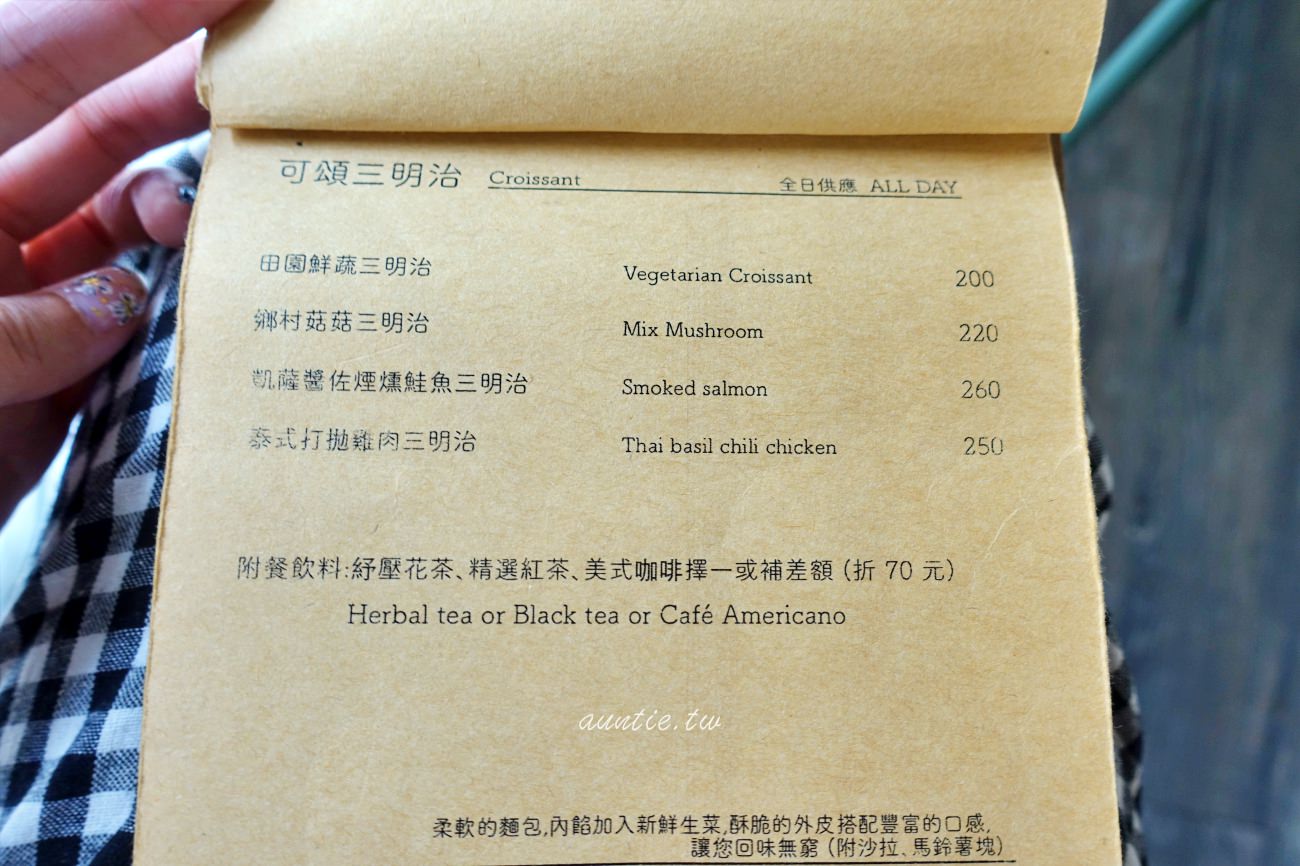 可頌三明治 Croissant 全日供應 ALL DAY
田園鮮蔬三明治 Vegetarian Croissant 200
鄉村菇菇三明治 Mix Mushroom 220
凱薩醬佐煙燻鮭魚三明治 Smoked salmon 260
泰式打拋雞肉三明治 Thai basil chili chicken 250
附餐飲料:紓壓花茶、精選紅茶、美式咖啡擇一或補差額 (折 70 元)
Herbal tea or Black tea or Café Americano
auntie.tw
柔軟的麵包,內餡加入新鮮生菜,酥脆的外皮搭配豐富的口感,
讓您回味無窮 (附沙拉、馬鈴薯塊)